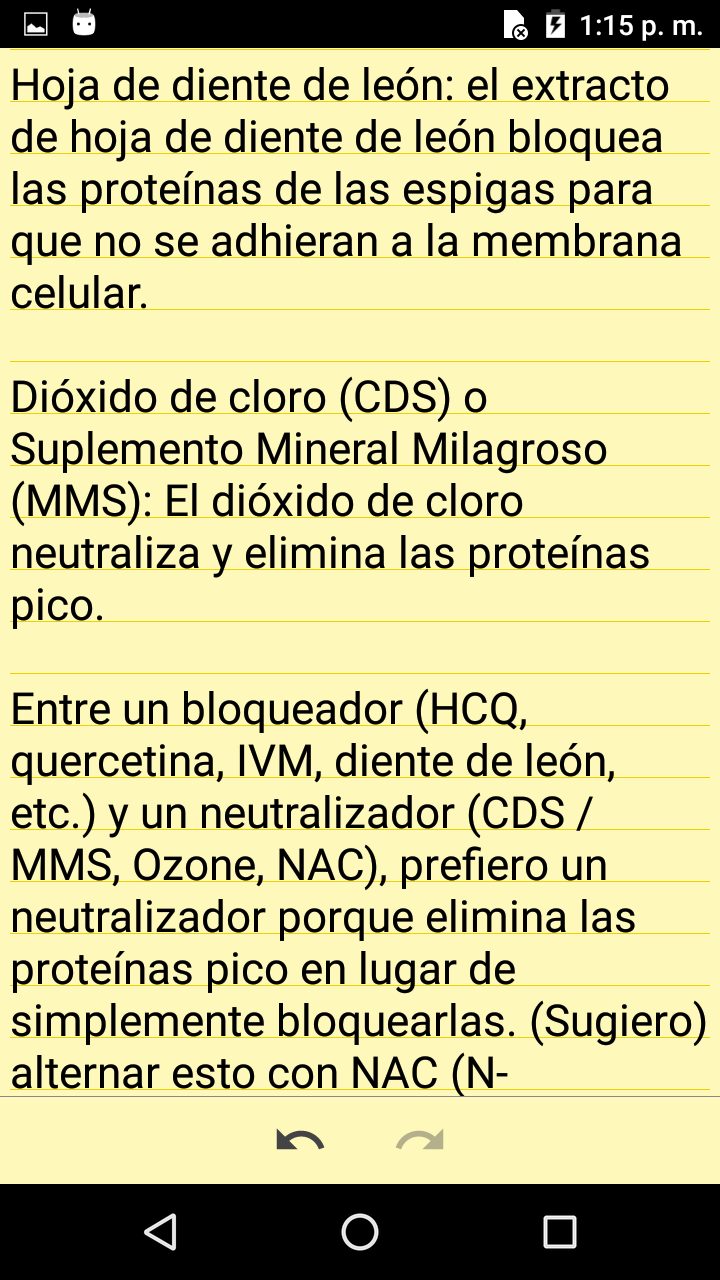 1:15 p. m.
Hoja de diente de león: el extracto
de hoja de diente de león bloquea
las proteínas de las espigas para
que no se adhieran a la membrana
celular.
Dióxido de cloro (CDS) o
Suplemento Mineral Milagroso
(MMS): El dióxido de cloro
neutraliza y elimina las proteínas
pico.
Entre un bloqueador (HCQ,
quercetina, IVM, diente de león,
etc.) y un neutralizador (CDS /
MMS, Ozone, NAC), prefiero un
neutralizador porque elimina las
proteínas pico en lugar de
simplemente bloquearlas. (Sugiero)
alternar esto con NAC (N-